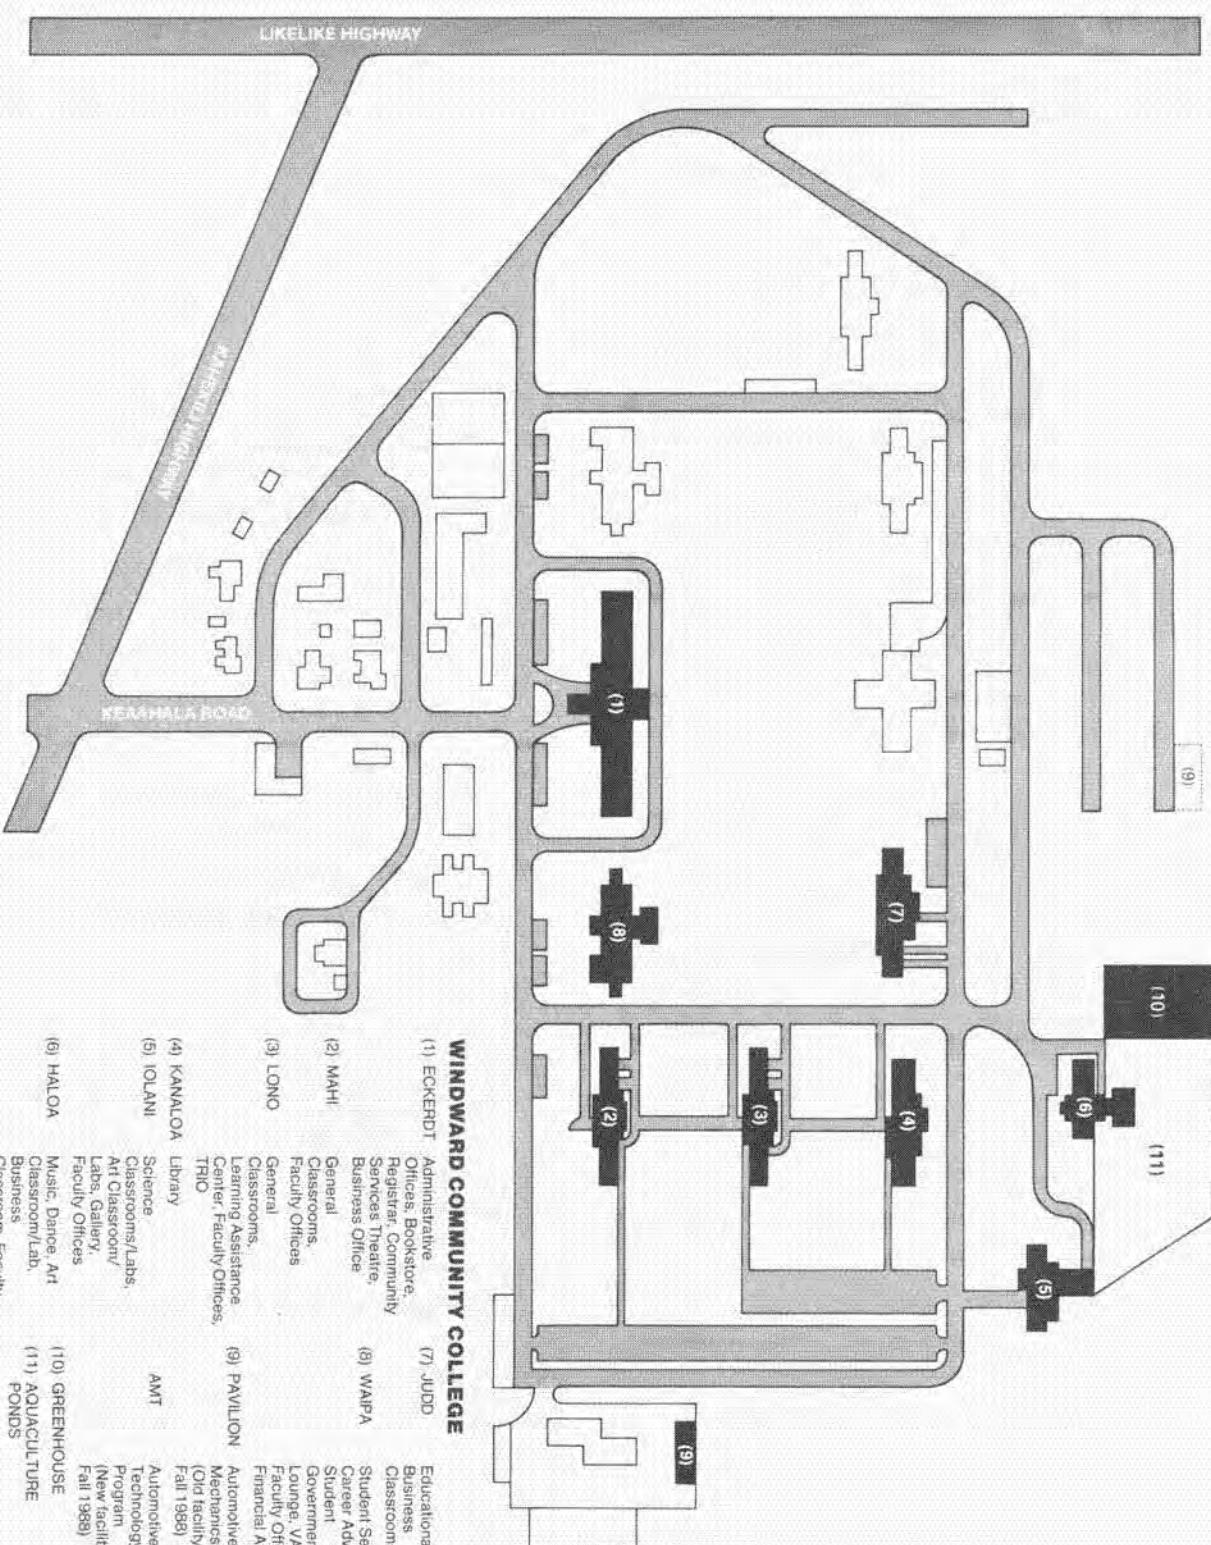 LIKELIKE HIGHWAY
KEAAHALA ROAD
(1)
(2)
(3)
(4)
(5)
(6)
(7)
(8)
(9)
(9)
(10)
(11)
WINDWARD COMMUNITY COLLEGE
(1) ECKERDT Administrative
Offices, Bookstore,
Registrar, Community
Services Theatre,
Business Office
(2) MAHI General
Classrooms,
Faculty Offices
(3) LONO General
Classrooms,
Learning Assistance
Center, Faculty Offices,
TRIO
(4) KANALOA Library
(5) IOLANI Science
Classrooms/Labs,
Art Classroom/
Labs, Gallery,
Faculty Offices
(6) HALOA Music, Dance, Art
Classroom/Lab,
Business
Classroom, Faculty
(7) JUDD Educationa
Business
Classroom
(8) WAIPA Student Se
Career Adv
Student
Governmen
Lounge, VA
Faculty Off
Financial A
(9) PAVILION Automotive
Mechanics
(Old facility
Fall 1988)
AMT Automotive
Technology
Program
(New facilit
Fall 1988)
(10) GREENHOUSE
(11) AQUACULTURE
PONDS